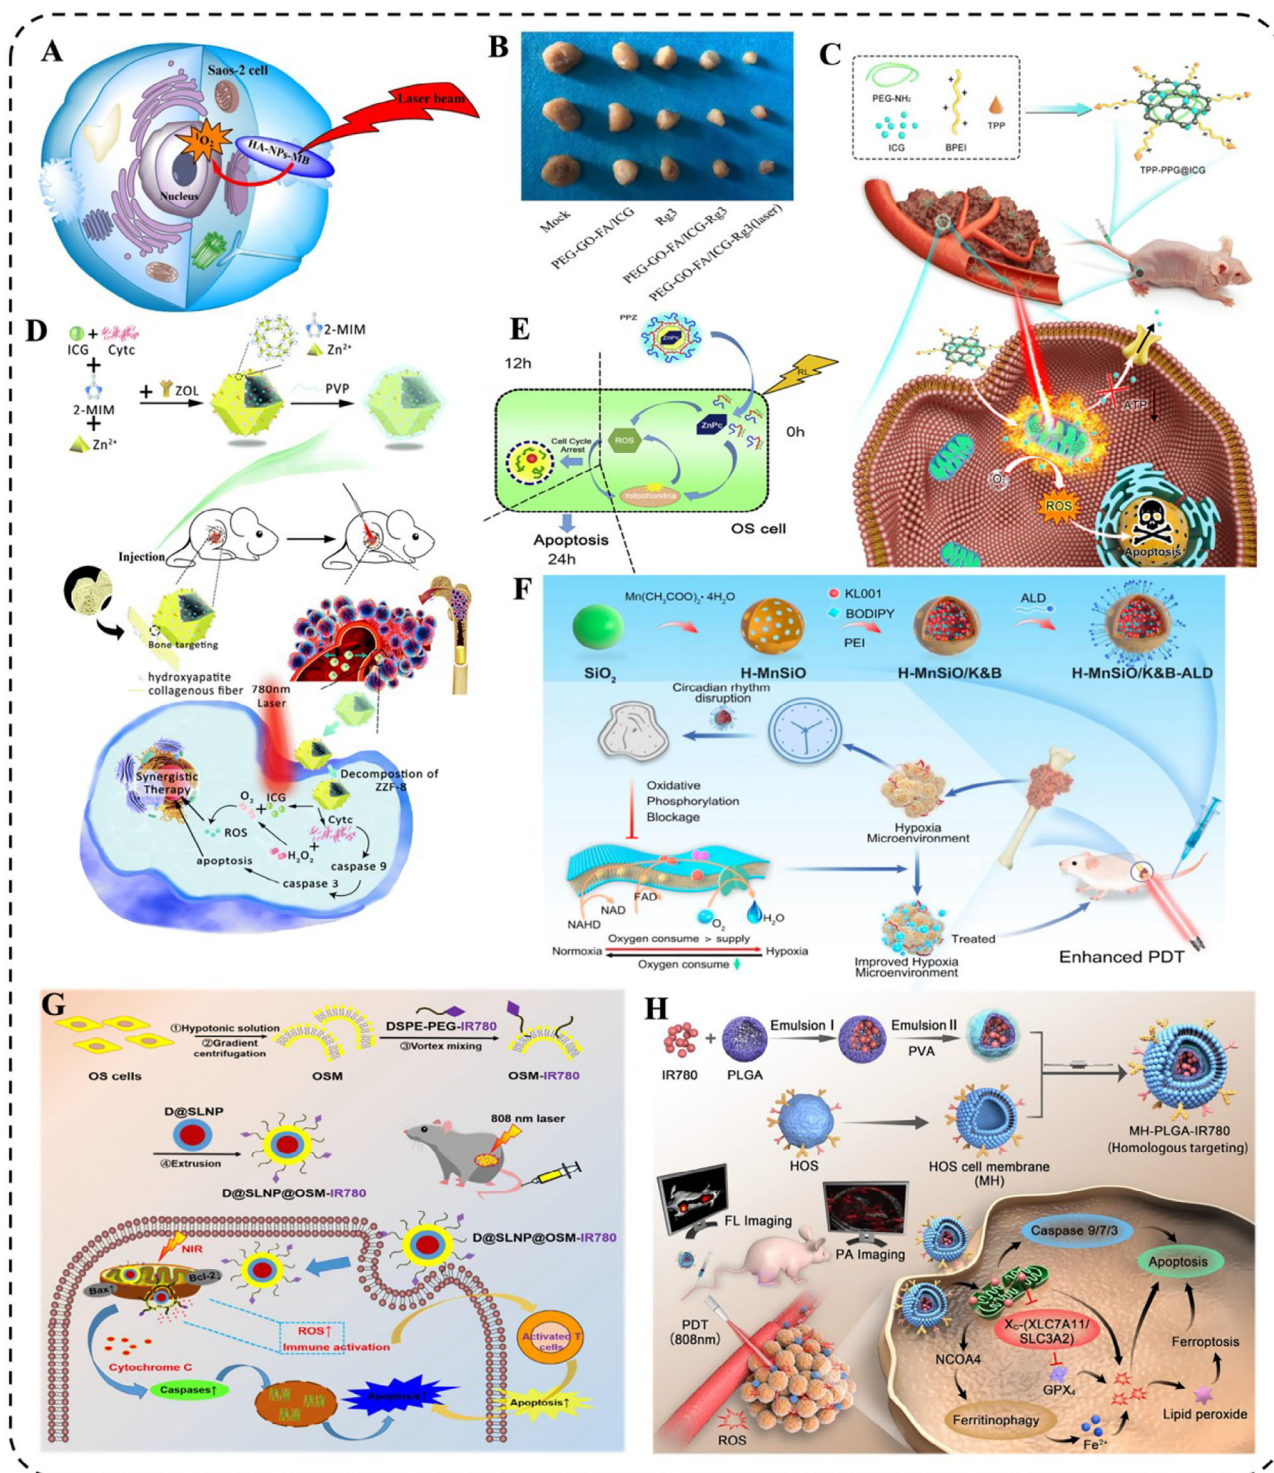 A
Saos-2 cell
Laser beam
¹O₂
HA-NPs-MB
Nucleus
B
Mock
PEG-GO-FA/ICG
Rg3
PEG-GO-FA/ICG-Rg3
PEG-GO-FA/ICG-Rg3(laser)
C
PEG-NH₂
ICG
BPEI
TPP
TPP-PPG@ICG
ATP
O₂
ROS
Apoptosis
D
ICG
+
Cytc
+
2-MIM
+
Zn²⁺
+ ZOL
2-MIM
Zn²⁺
PVP
Injection
Bone targeting
hydroxyapatite
collagenous fiber
780nm
Laser
Decompostion of
ZZF-8
Synergistic
Therapy
O₂
+
ICG
ROS
Cytc
+
H₂O₂
apoptosis
caspase 9
caspase 3
E
PPZ
ZnPc
12h
RL
0h
ROS
ZnPc
Cell Cycle
Arrest
mitochondria
OS cell
Apoptosis
24h
F
Mn(CH₃COO)₂· 4H₂O
KL001
BODIPY
PEI
ALD
SiO₂
H-MnSiO
H-MnSiO/K&B
H-MnSiO/K&B-ALD
Circadian rhythm
disruption
Oxidative
Phosphorylation
Blockage
Hypoxia
Microenvironment
NAHD
NAD
FAD
O₂
H₂O
Normoxia
Oxygen consume > supply
Hypoxia
Oxygen consume
Treated
Improved Hypoxia
Microenvironment
Enhanced PDT
G
OS cells
①Hypotonic solution
②Gradient
centrifugation
OSM
DSPE-PEG-IR780
③Vortex mixing
OSM-IR780
D@SLNP
④Extrusion
D@SLNP@OSM-IR780
808 nm laser
D@SLNP@OSM-IR780
NIR
Bax↑
Bcl-2↓
ROS↑
Immune activation
Cytochrome C
Caspases↑
Apoptosis↑
Activated T
cells
Apoptosis↑
H
IR780
+
PLGA
Emulsion I
Emulsion II
PVA
HOS
HOS cell membrane
(MH)
MH-PLGA-IR780
(Homologous targeting)
FL Imaging
PA Imaging
PDT
(808nm)
ROS
Caspase 9/7/3
Apoptosis
X_C-(XLC7A11/
SLC3A2)
NCOA4
GPX₄
Ferroptosis
Lipid peroxide
Ferritinophagy
Fe²⁺